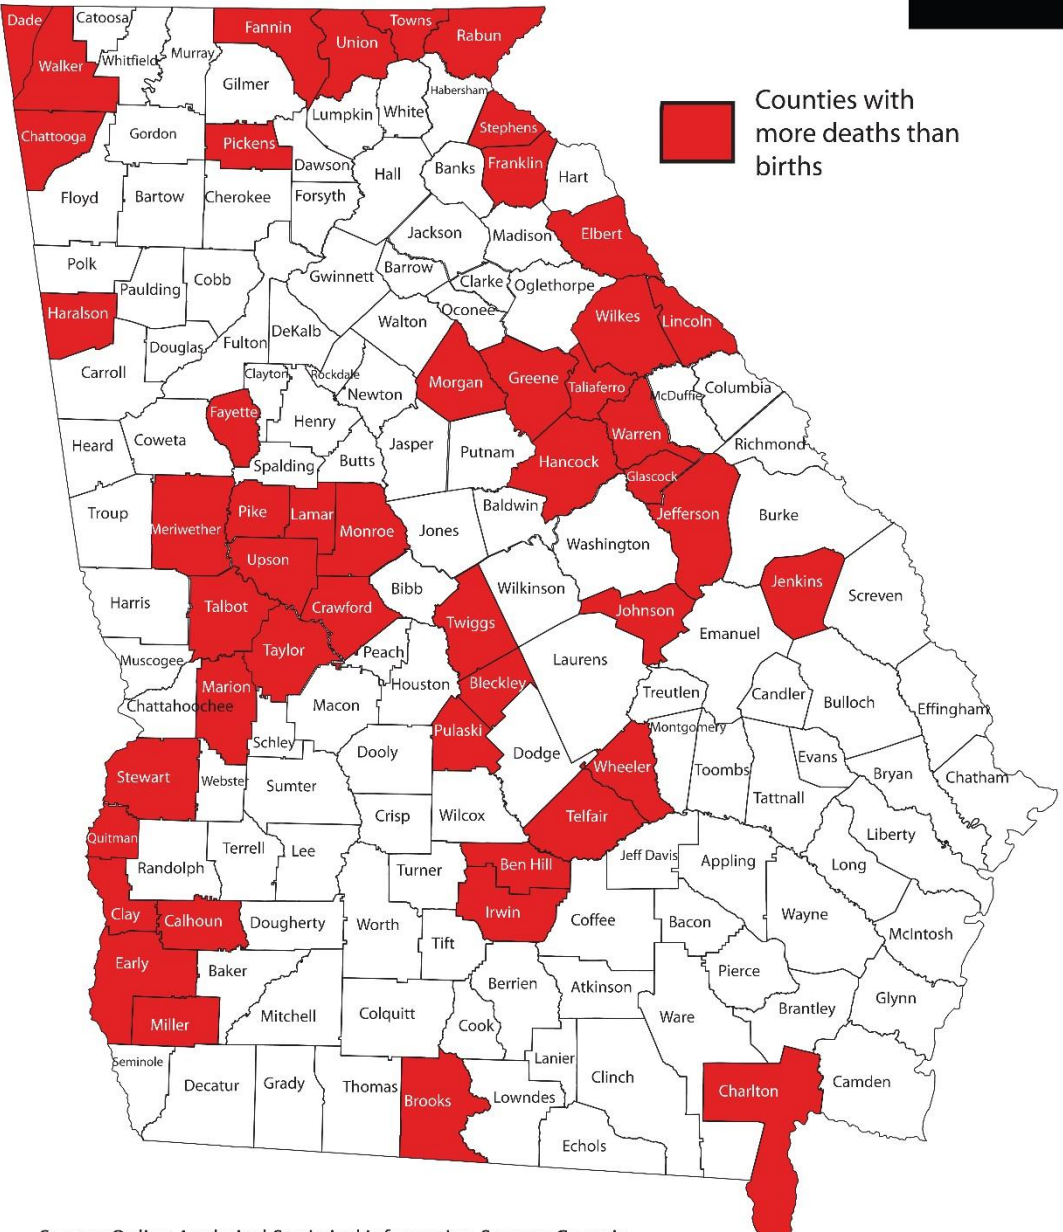 Dade
Catoosa
Fannin
Towns
Union
Rabun
Walker
Whitfield
Murray
Gilmer
Habersham
Counties with
more deaths than
births
Lumpkin
White
Chattooga
Gordon
Pickens
Stephens
Dawson
Hall
Banks
Franklin
Hart
Floyd
Bartow
Cherokee
Forsyth
Jackson
Madison
Elbert
Polk
Paulding
Cobb
Gwinnett
Barrow
Clarke
Oglethorpe
Oconee
Haralson
Wilkes
Lincoln
Walton
Fulton
DeKalb
Douglas
Carroll
Clayton
Rockdale
Newton
Morgan
Greene
Taliaferro
McDuffie
Columbia
Fayette
Henry
Heard
Coweta
Jasper
Putnam
Warren
Richmond
Spalding
Butts
Hancock
Glascock
Troup
Meriwether
Pike
Lamar
Monroe
Jones
Baldwin
Jefferson
Burke
Washington
Upson
Harris
Talbot
Crawford
Bibb
Wilkinson
Jenkins
Screven
Twiggs
Johnson
Emanuel
Muscogee
Taylor
Peach
Laurens
Marion
Houston
Bleckley
Chattahoochee
Macon
Treutlen
Candler
Bulloch
Effingham
Schley
Dooly
Pulaski
Dodge
Montgomery
Stewart
Webster
Sumter
Wheeler
Toombs
Evans
Bryan
Chatham
Tattnall
Crisp
Wilcox
Telfair
Quitman
Randolph
Terrell
Lee
Liberty
Turner
Ben Hill
Jeff Davis
Appling
Long
Clay
Calhoun
Dougherty
Worth
Irwin
Coffee
Bacon
Wayne
McIntosh
Tift
Early
Baker
Berrien
Atkinson
Pierce
Miller
Mitchell
Colquitt
Cook
Ware
Brantley
Glynn
Seminole
Decatur
Grady
Thomas
Brooks
Lanier
Lowndes
Clinch
Charlton
Camden
Echols